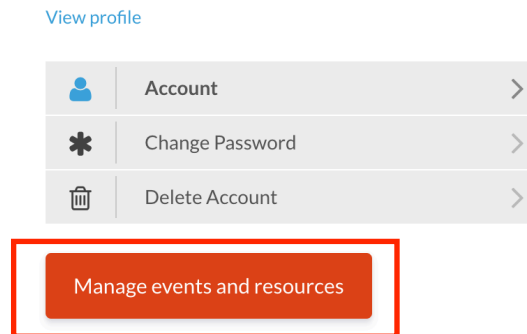 View profile
Account
Change Password
Delete Account
Manage events and resources